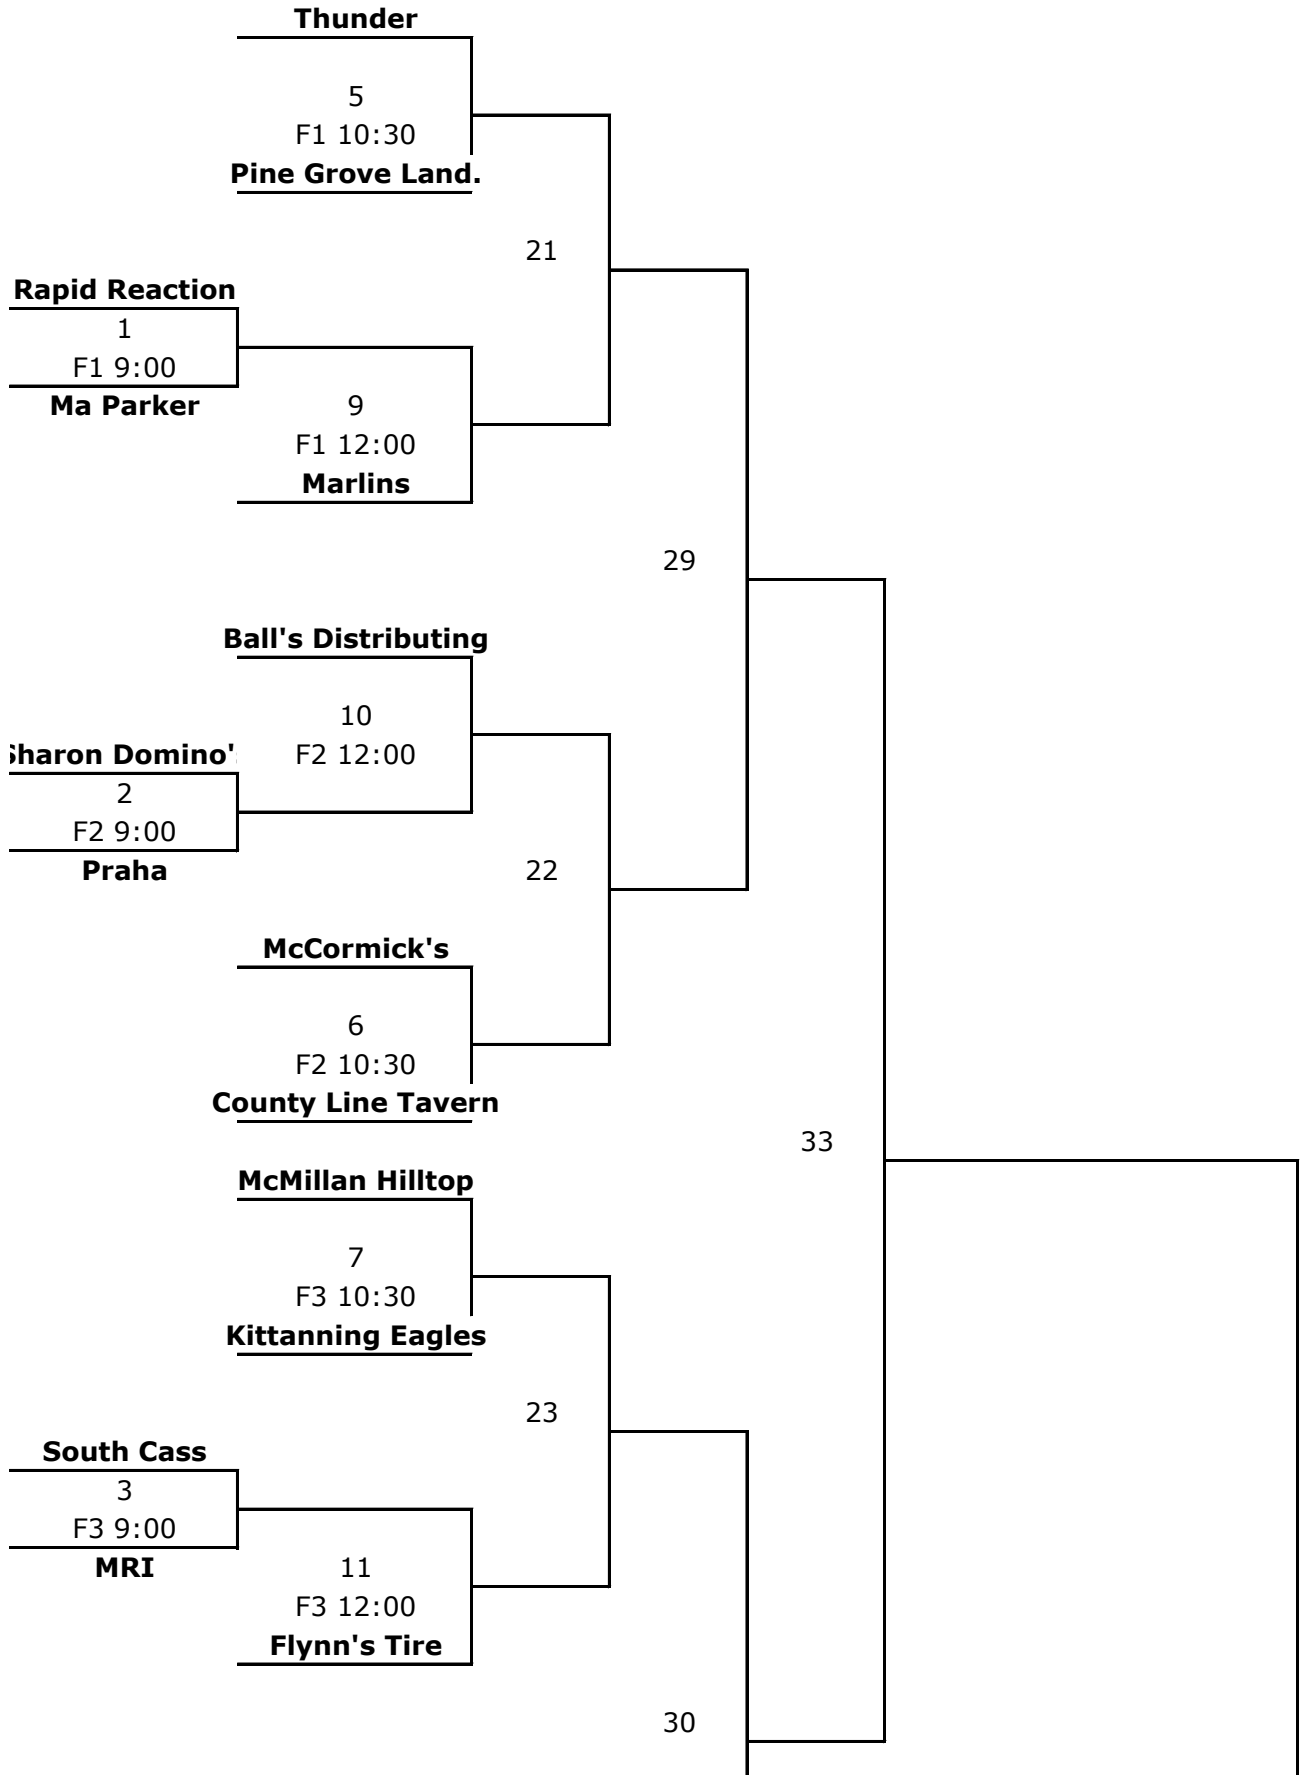 Thunder
5
F1 10:30
Pine Grove Land.
21
Rapid Reaction
1
F1 9:00
Ma Parker
9
F1 12:00
Marlins
29
Ball's Distributing
10
F2 12:00
Sharon Domino'
2
F2 9:00
Praha
22
McCormick's
6
F2 10:30
County Line Tavern
33
McMillan Hilltop
7
F3 10:30
Kittanning Eagles
23
South Cass
3
F3 9:00
MRI
11
F3 12:00
Flynn's Tire
30